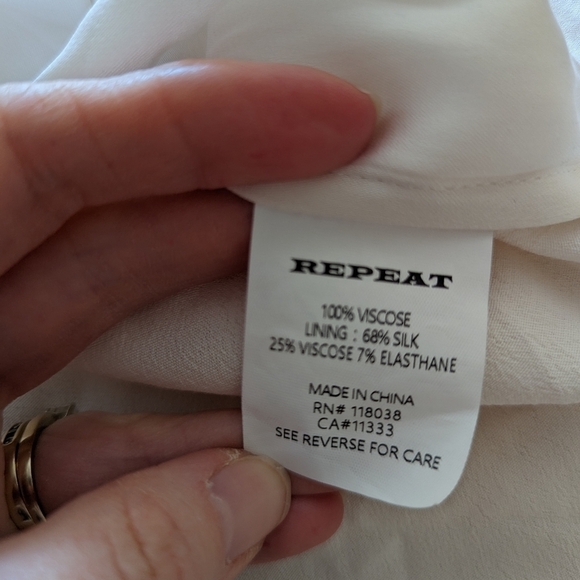 REPEAT
100% VISCOSE
LINING : 68% SILK
25% VISCOSE 7% ELASTHANE
MADE IN CHINA
RN# 118038
CA#11333
SEE REVERSE FOR CARE